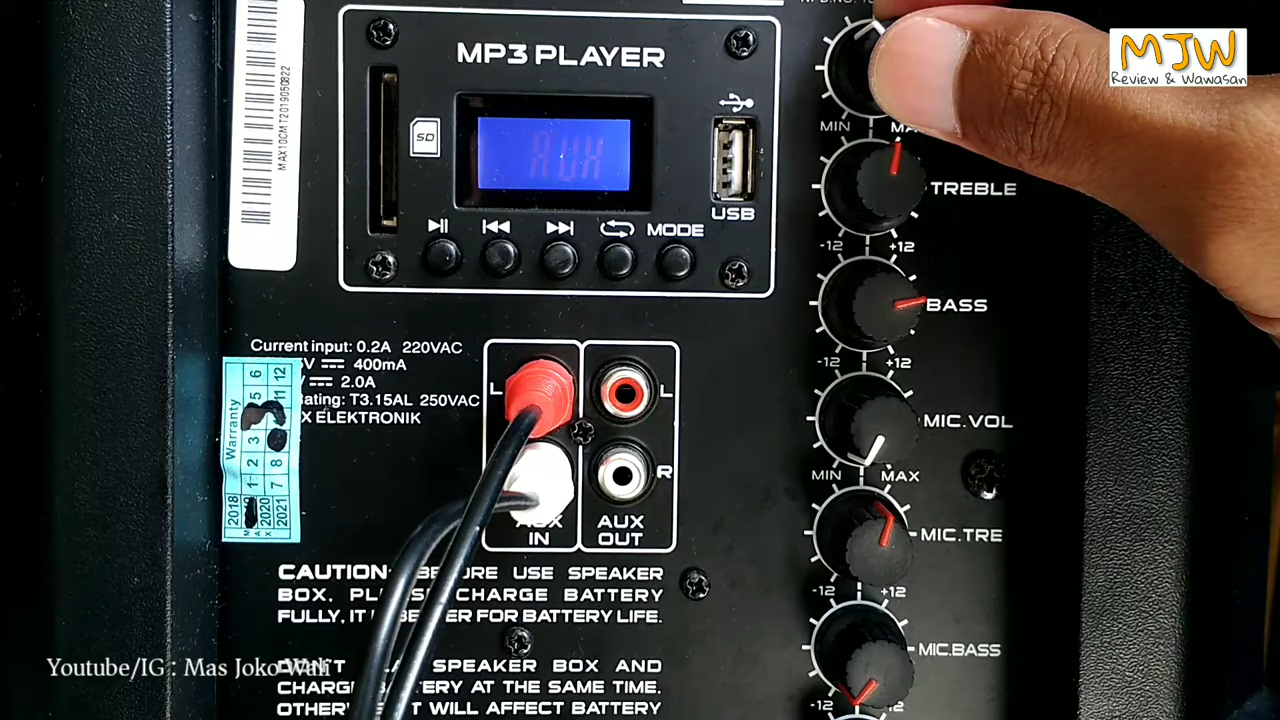 MJW
Review & Wawasan
MP3 PLAYER
MAX10CMT2019050822
SD
AUX
USB
MODE
MIN
TREBLE
-12 +12
BASS
-12 +12
MIC.VOL
MIN MAX
MIC.TRE
-12 +12
MIC.BASS
-12
Current input: 0.2A 220VAC
400mA
2.0A
T3.15AL 250VAC
ELEKTRONIK
Warranty
1 2 3 5 6
7 8 11 12
2018
2020
2021
L L
R
IN
AUX
OUT
CAUTION: USE SPEAKER
BOX, CHARGE BATTERY
FULLY, IT FOR BATTERY LIFE.
SPEAKER BOX AND
AT THE SAME TIME.
WILL AFFECT BATTERY
Youtube/IG : Mas Joko Wali